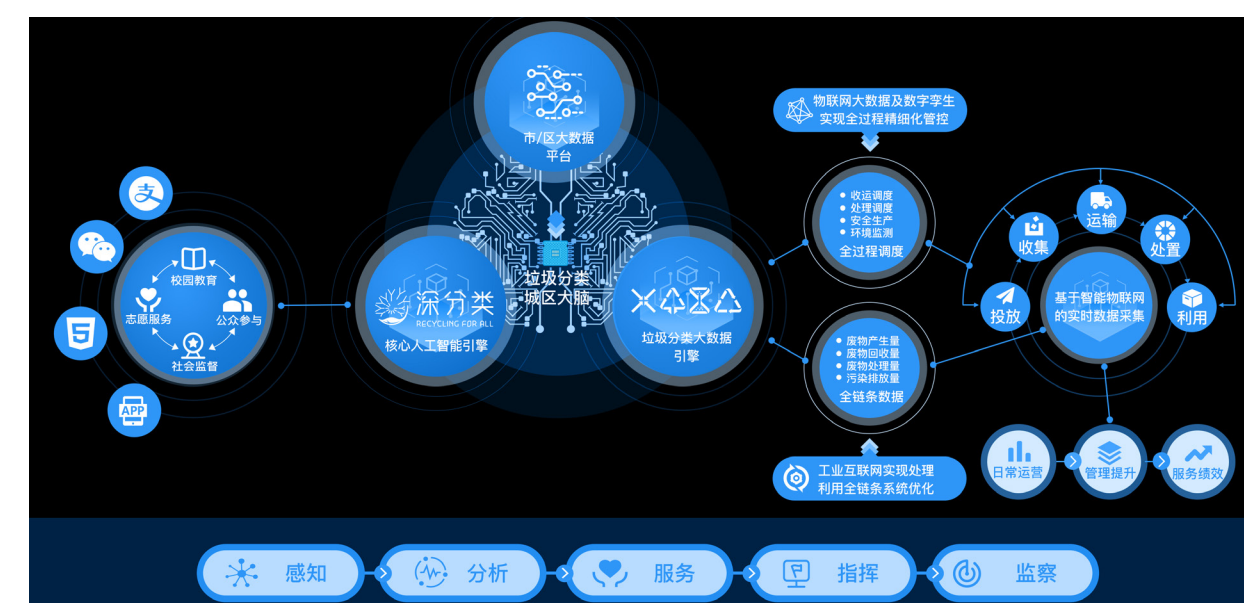 市/区大数据
平台
物联网大数据及数字孪生
实现全过程精细化管控
支
校园教育
志愿服务
公众参与
社会监督
5
APP
深分类
RECYCLING FOR ALL
核心人工智能引擎
垃圾分类
城区大脑
垃圾分类大数据
引擎
收运调度
处理调度
安全生产
环境监测
全过程调度
废物产生量
废物回收量
废物处理量
污染排放量
全链条数据
工业互联网实现处理
利用全链条系统优化
投放
收集
运输
处置
利用
基于智能物联网
的实时数据采集
日常运营
管理提升
服务绩效
感知
分析
服务
指挥
监察